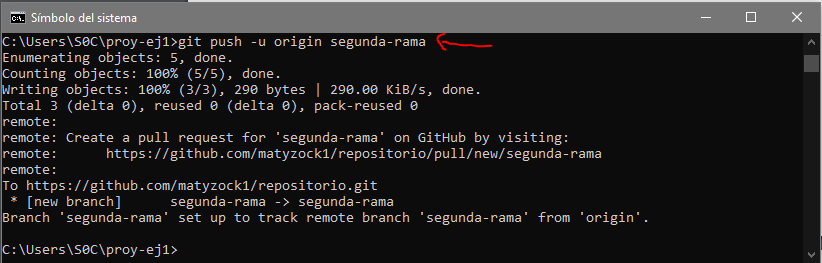 Símbolo del sistema
C:\Users\S0C\proy-ej1>git push -u origin segunda-rama
Enumerating objects: 5, done.
Counting objects: 100% (5/5), done.
Writing objects: 100% (3/3), 290 bytes | 290.00 KiB/s, done.
Total 3 (delta 0), reused 0 (delta 0), pack-reused 0
remote:
remote: Create a pull request for 'segunda-rama' on GitHub by visiting:
remote:      https://github.com/matyzock1/repositorio/pull/new/segunda-rama
remote:
To https://github.com/matyzock1/repositorio.git
 * [new branch]      segunda-rama -> segunda-rama
Branch 'segunda-rama' set up to track remote branch 'segunda-rama' from 'origin'.
C:\Users\S0C\proy-ej1>